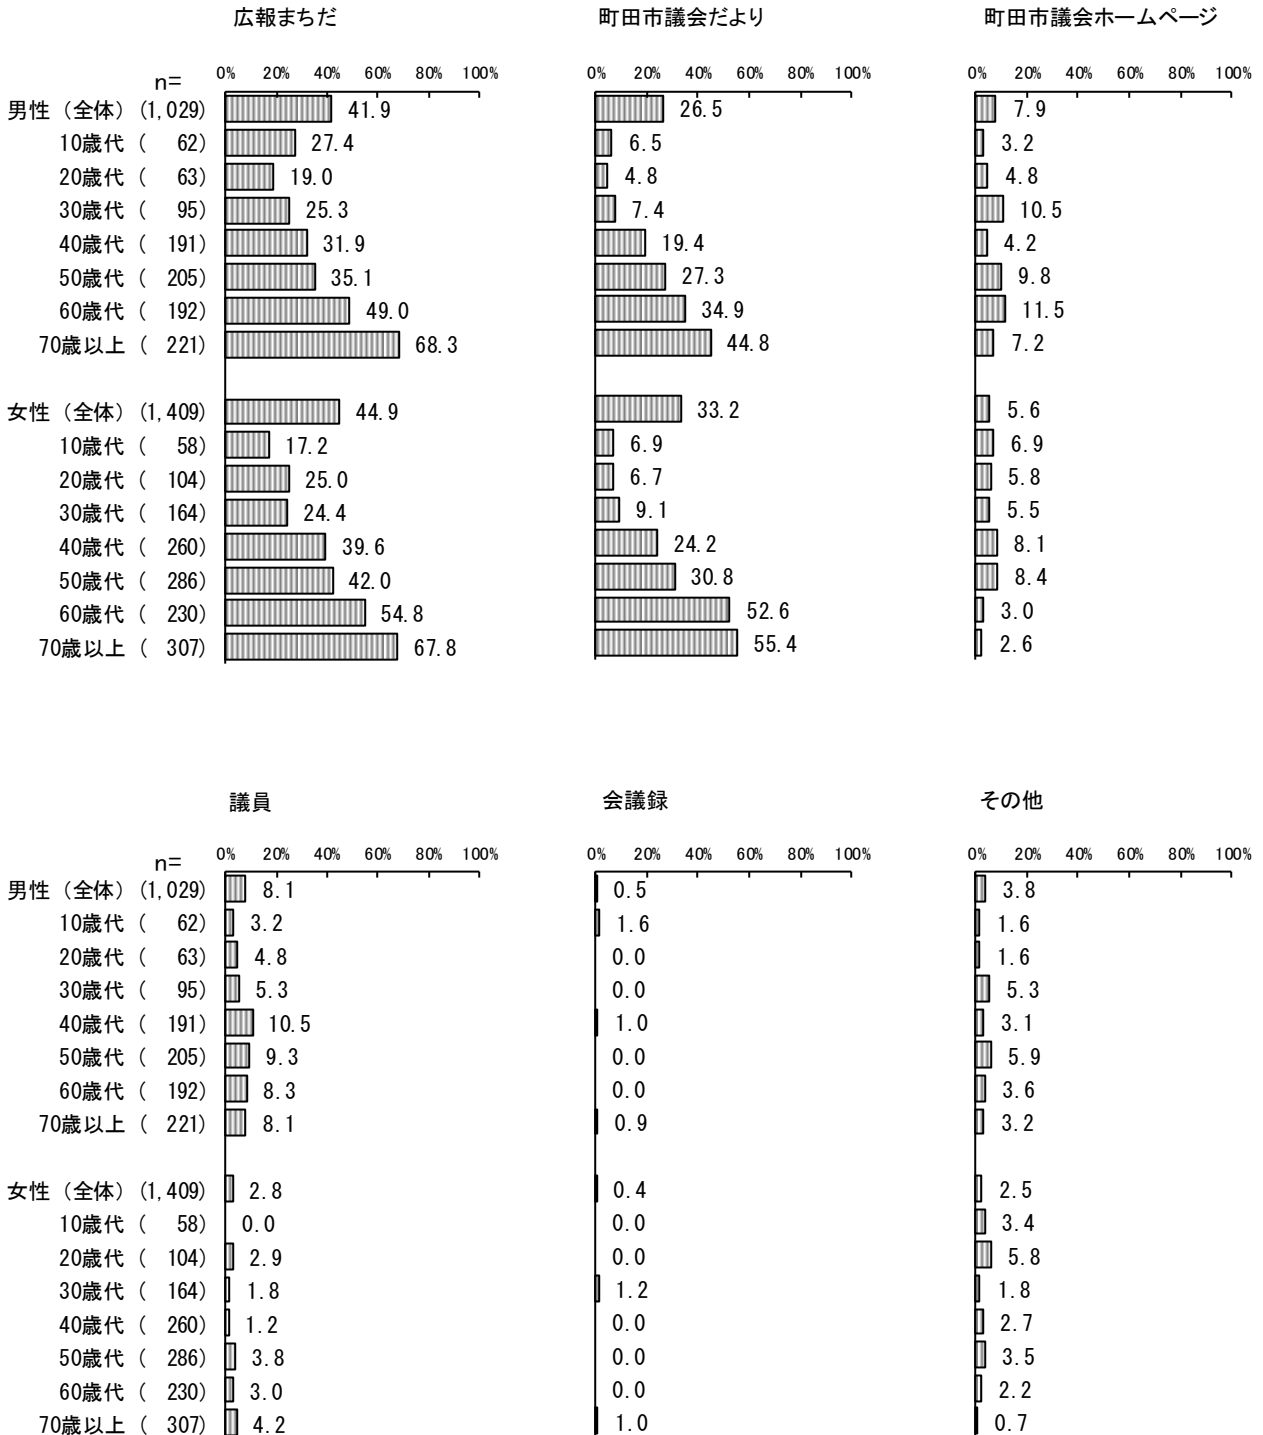 広報まちだ 町田市議会だより 町田市議会ホームページ
n= 0% 20% 40% 60% 80% 100% 0% 20% 40% 60% 80% 100% 0% 20% 40% 60% 80% 100%
男性（全体）(1,029) 41.9 26.5 7.9
10歳代 ( 62) 27.4 6.5 3.2
20歳代 ( 63) 19.0 4.8 4.8
30歳代 ( 95) 25.3 7.4 10.5
40歳代 ( 191) 31.9 19.4 4.2
50歳代 ( 205) 35.1 27.3 9.8
60歳代 ( 192) 49.0 34.9 11.5
70歳以上 ( 221) 68.3 44.8 7.2
女性（全体）(1,409) 44.9 33.2 5.6
10歳代 ( 58) 17.2 6.9 6.9
20歳代 ( 104) 25.0 6.7 5.8
30歳代 ( 164) 24.4 9.1 5.5
40歳代 ( 260) 39.6 24.2 8.1
50歳代 ( 286) 42.0 30.8 8.4
60歳代 ( 230) 54.8 52.6 3.0
70歳以上 ( 307) 67.8 55.4 2.6
議員 会議録 その他
n= 0% 20% 40% 60% 80% 100% 0% 20% 40% 60% 80% 100% 0% 20% 40% 60% 80% 100%
男性（全体）(1,029) 8.1 0.5 3.8
10歳代 ( 62) 3.2 1.6 1.6
20歳代 ( 63) 4.8 0.0 1.6
30歳代 ( 95) 5.3 0.0 5.3
40歳代 ( 191) 10.5 1.0 3.1
50歳代 ( 205) 9.3 0.0 5.9
60歳代 ( 192) 8.3 0.0 3.6
70歳以上 ( 221) 8.1 0.9 3.2
女性（全体）(1,409) 2.8 0.4 2.5
10歳代 ( 58) 0.0 0.0 3.4
20歳代 ( 104) 2.9 0.0 5.8
30歳代 ( 164) 1.8 1.2 1.8
40歳代 ( 260) 1.2 0.0 2.7
50歳代 ( 286) 3.8 0.0 3.5
60歳代 ( 230) 3.0 0.0 2.2
70歳以上 ( 307) 4.2 1.0 0.7